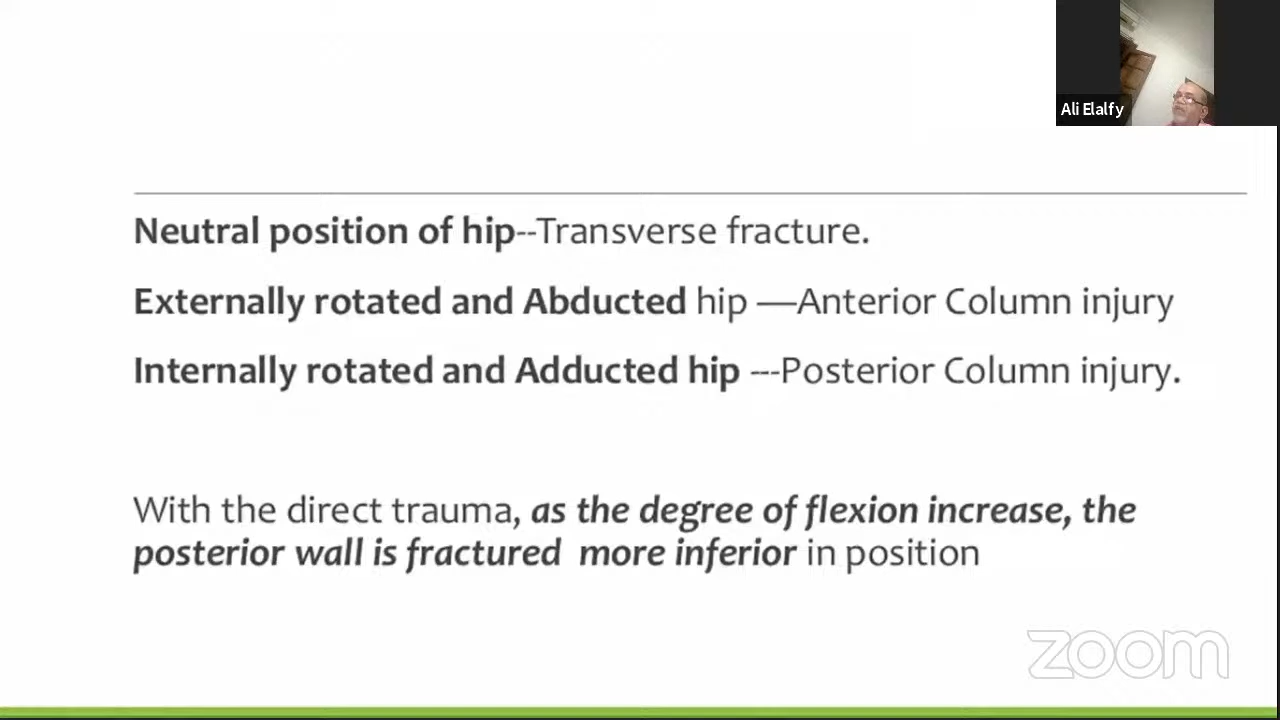 Ali Elalfy
Neutral position of hip--Transverse fracture.
Externally rotated and Abducted hip —Anterior Column injury
Internally rotated and Adducted hip ---Posterior Column injury.
With the direct trauma, as the degree of flexion increase, the
posterior wall is fractured more inferior in position
zoom